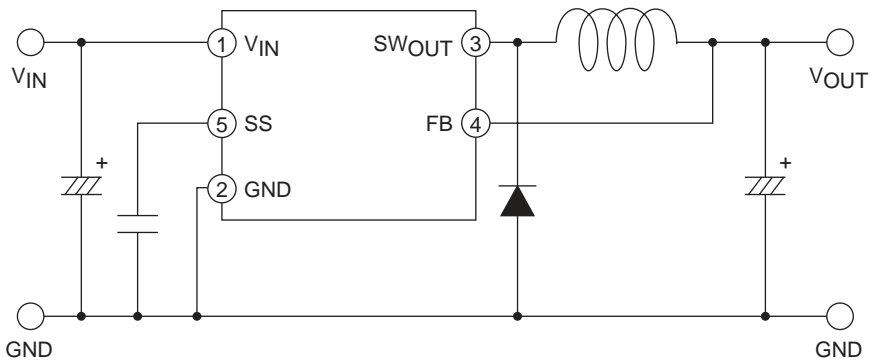 1 VIN SWOUT 3
VIN VOUT
5 SS FB 4
+ +
2 GND
GND GND